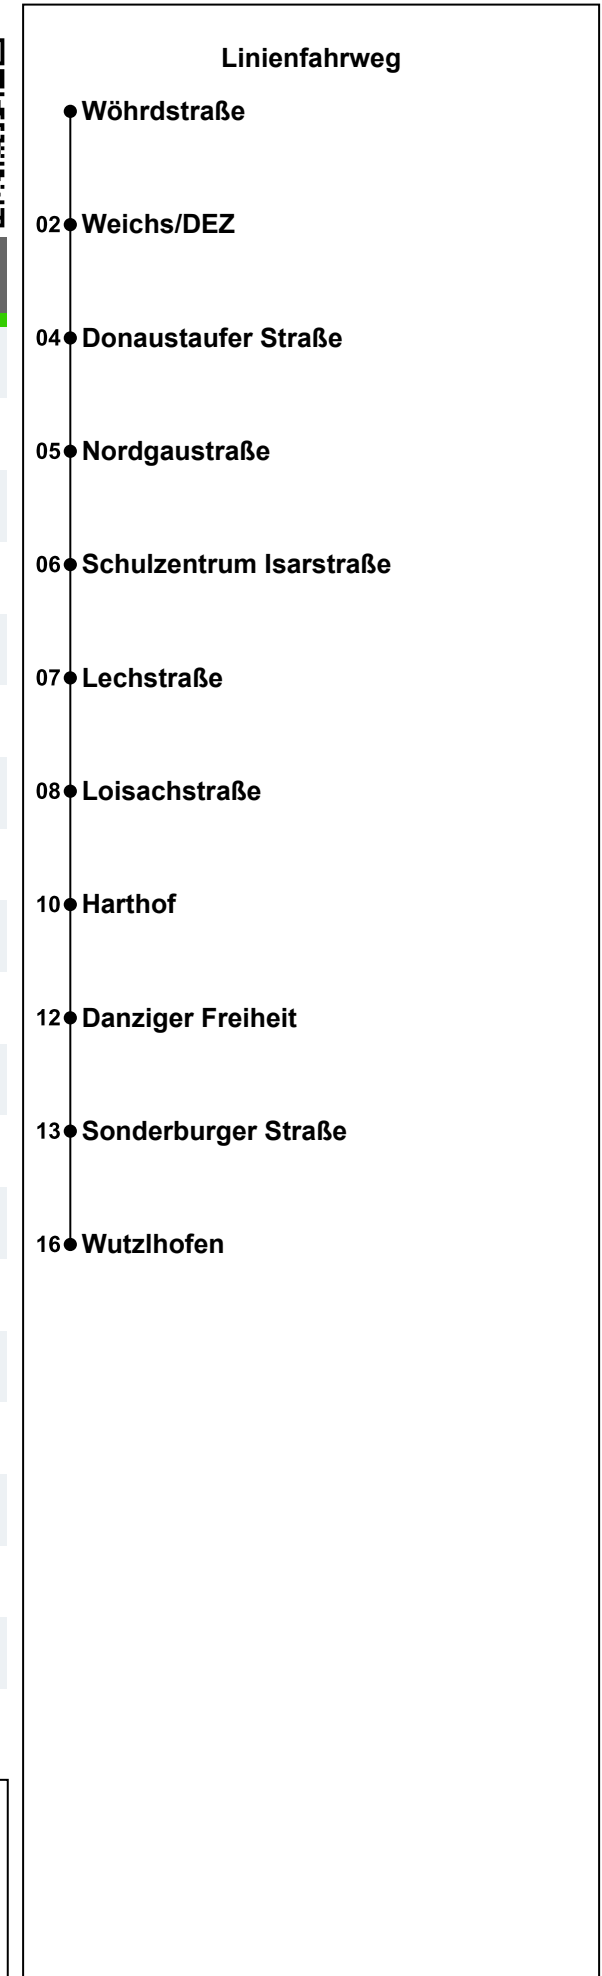 Linienfahrweg
Wöhrdstraße
02 Weichs/DEZ
04 Donaustaufer Straße
05 Nordgaustraße
06 Schulzentrum Isarstraße
07 Lechstraße
08 Loisachstraße
10 Harthof
12 Danziger Freiheit
13 Sonderburger Straße
16 Wutzlhofen